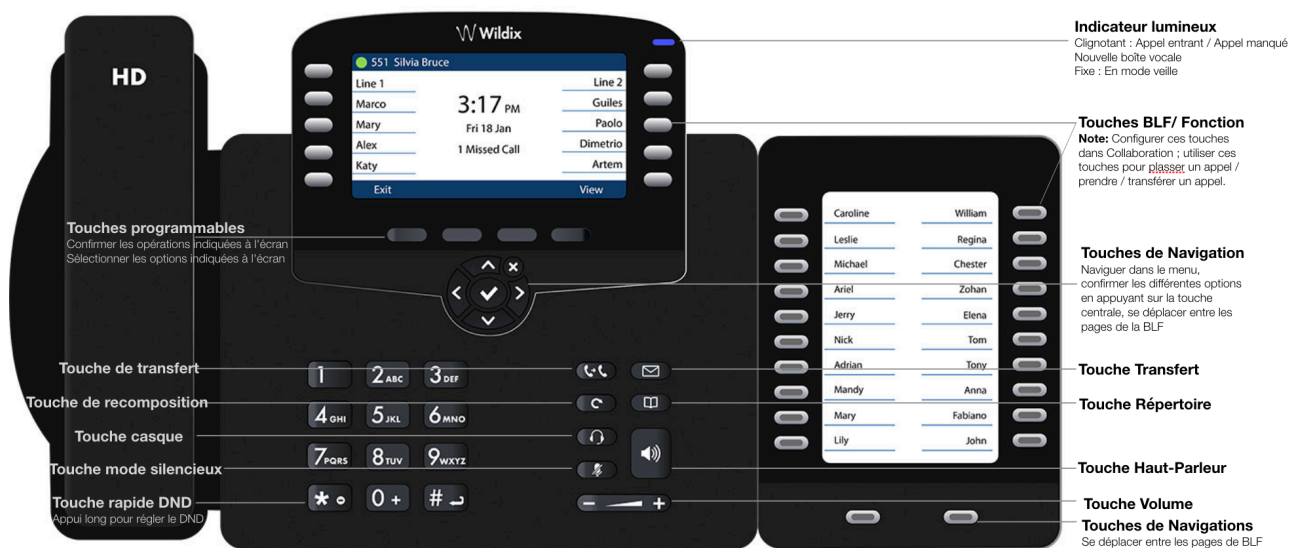 Wildix
HD
551 Silvia Bruce
Line 1
Line 2
Marco
3:17 PM
Guiles
Mary
Fri 18 Jan
Paolo
Alex
1 Missed Call
Dimetrio
Katy
Artem
Exit
View
Indicateur lumineux
Clignotant : Appel entrant / Appel manqué
Nouvelle boîte vocale
Fixe : En mode veille
Touches BLF/ Fonction
Note: Configurer ces touches
dans Collaboration ; utiliser ces
touches pour plasser un appel /
prendre / transférer un appel.
Touches programmables
Confirmer les opérations indiquées à l'écran
Sélectionner les options indiquées à l'écran
Touches de Navigation
Naviguer dans le menu,
confirmer les différentes option
en appuyant sur la touche
centrale, se déplacer entre les
pages de la BLF
Caroline William
Leslie Regina
Michael Chester
Ariel Zohan
Jerry Elena
Nick Tom
Adrian Tony
Mandy Anna
Mary Fabiano
Lily John
Touche de transfert
Touche de recomposition
Touche casque
Touche mode silencieux
Touche rapide DND
Appui long pour régler le DND
1 2 ABC 3 DEF
4 GHI 5 JKL 6 MNO
7 PQRS 8 TUV 9 WXYZ
* 0 + #
- +
Touche Transfert
Touche Répertoire
Touche Haut-Parleur
Touche Volume
Touches de Navigations
Se déplacer entre les pages de BLF